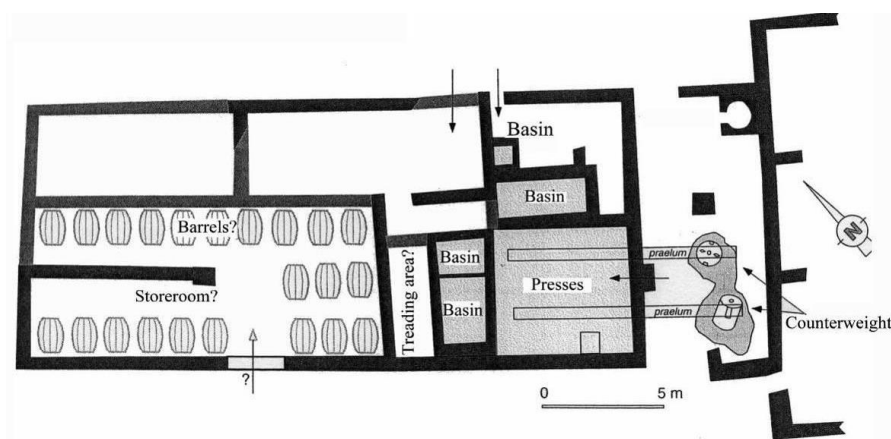 Basin
Basin
Barrels?
praelum
Storeroom?
Treading area?
Basin
Basin
Presses
praelum
Counterweight
N
?
0 5 m